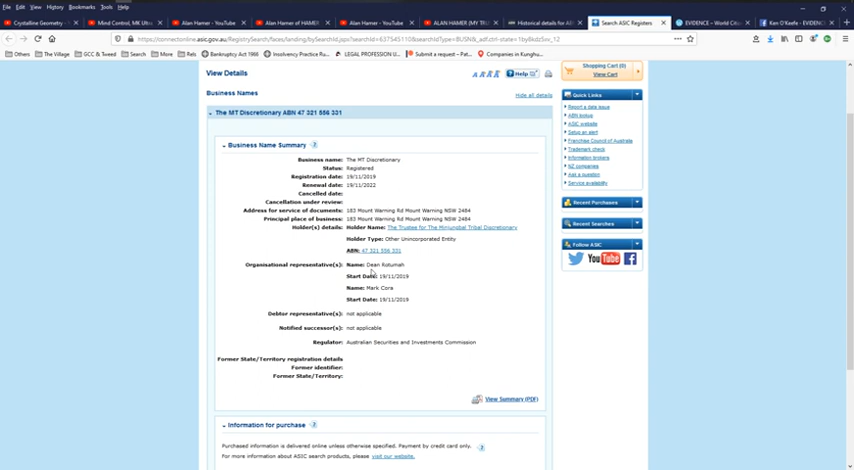 File Edit View History Bookmarks Tools Help
Crystalline Geometry -
Mind Control, MK Ultra
Alan Hamer - YouTube
Alan Hamer of HAMER
Alan Hamer - YouTube
ALAN HAMER (MY TRU
Historical details for AB
Search ASIC Registers
EVIDENCE – World Cri
Ken O'Keefe - EVIDENC
https://connectonline.asic.gov.au/RegistrySearch/faces/landing/bySearchId.jspx?
Others
The Village
GCC & Tweed
Search
More
Rels
Bankruptcy Act 1966
Insolvency Practice Ru...
LEGAL PROFESSION U...
Submit a request – Pat...
Companies in Kunghu...
View Details
Help
Shopping Cart (0)
View Cart
Business Names
Hide all details
The MT Discretionary ABN 47 321 556 331
Business Name Summary
Business name: The MT Discretionary
Status: Registered
Registration date: 19/11/2019
Renewal date: 19/11/2022
Cancelled date:
Cancellation under review:
Address for service of documents: 183 Mount Warning Rd Mount Warning NSW 2484
Principal place of business: 183 Mount Warning Rd Mount Warning NSW 2484
Holder(s) details: Holder Name: The Trustee for The Minjungbal Tribal Discretionary
Holder Type: Other Unincorporated Entity
ABN: 47 321 556 331
Organisational representative(s): Name: Dean Rotumah
Start Date: 19/11/2019
Name: Mark Cora
Start Date: 19/11/2019
Debtor representative(s): not applicable
Notified successor(s): not applicable
Regulator: Australian Securities and Investments Commission
Former State/Territory registration details
Former identifier:
Former State/Territory:
View Summary (PDF)
Information for purchase
Purchased information is delivered online unless otherwise specified. Payment by credit card only.
For more information about ASIC search products, please visit our website.
Quick Links
Report a data issue
ABN lookup
ASIC website
Setup an alert
Franchise Council of Australia
Trademark check
Information brokers
NZ companies
Ask a question
Service availability
Recent Purchases
Recent Searches
Follow ASIC
You Tube